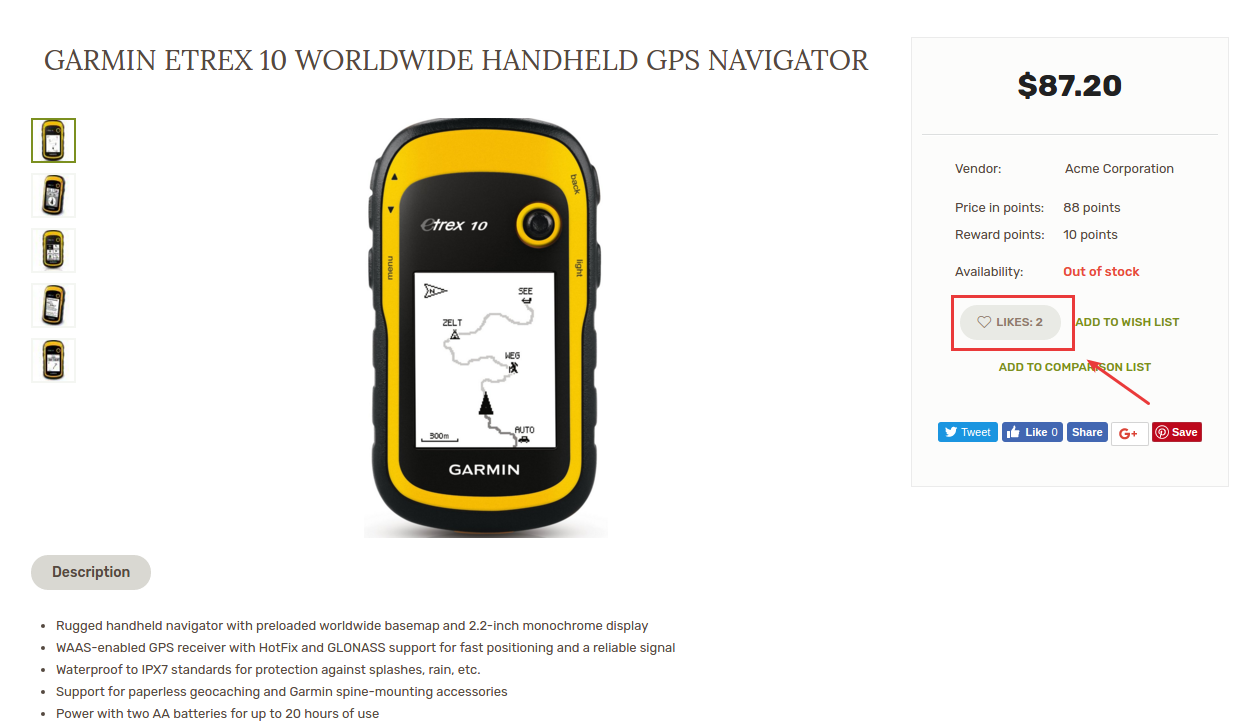 GARMIN ETREX 10 WORLDWIDE HANDHELD GPS NAVIGATOR
back
etrex 10
menu
light
N
SEE
ZELT
WEG
AUTO
300m
GARMIN
$87.20
Vendor: Acme Corporation
Price in points: 88 points
Reward points: 10 points
Availability: Out of stock
LIKES: 2 ADD TO WISH LIST
ADD TO COMPARISON LIST
Tweet Like 0 Share G+ Save
Description
• Rugged handheld navigator with preloaded worldwide basemap and 2.2-inch monochrome display
• WAAS-enabled GPS receiver with HotFix and GLONASS support for fast positioning and a reliable signal
• Waterproof to IPX7 standards for protection against splashes, rain, etc.
• Support for paperless geocaching and Garmin spine-mounting accessories
• Power with two AA batteries for up to 20 hours of use